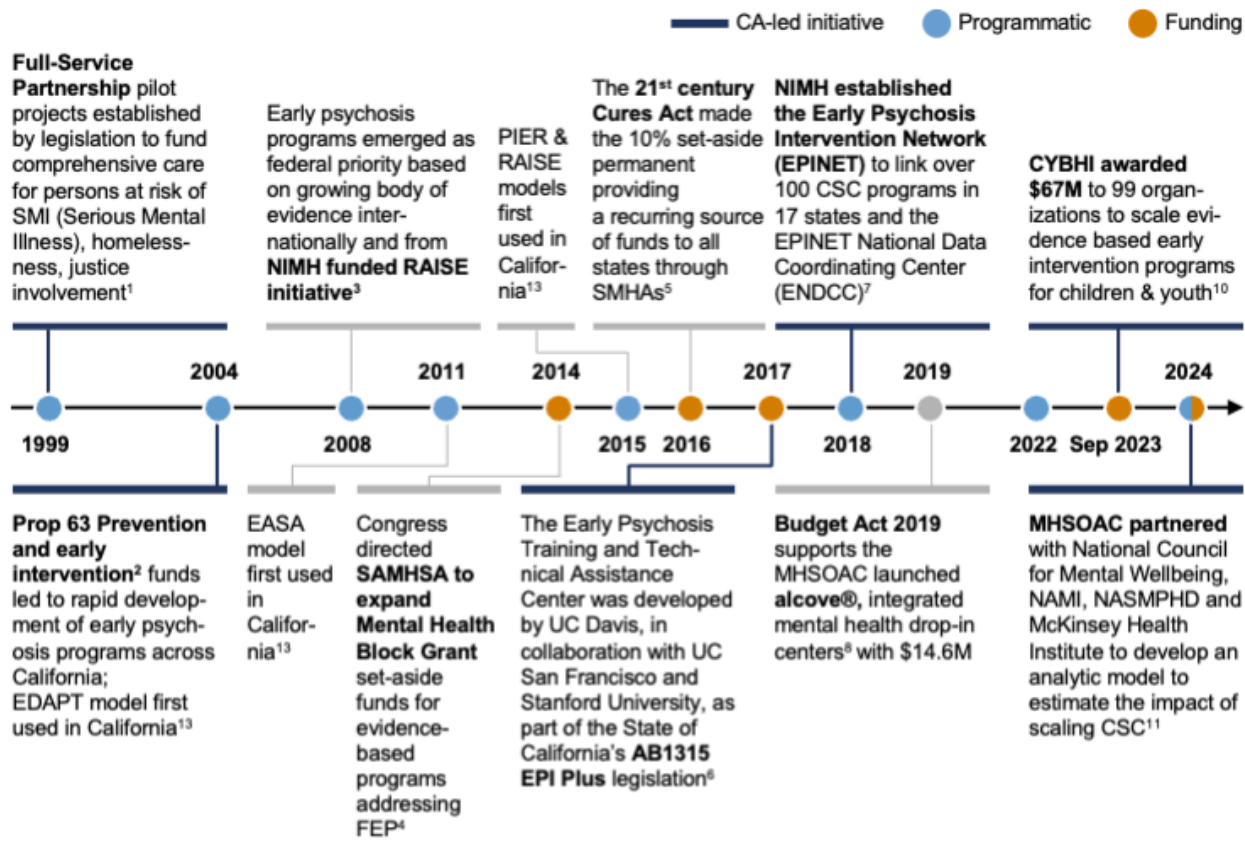 CA-led initiative
Programmatic
Funding
Full-Service
Partnership pilot
projects established
by legislation to fund
comprehensive care
for persons at risk of
SMI (Serious Mental
Illness), homeless-
ness, justice
involvement¹
Early psychosis
programs emerged as
federal priority based
on growing body of
evidence inter-
nationally and from
NIMH funded RAISE
initiative³
PIER &
RAISE
models
first
used in
Califor-
nia¹³
The 21st century
Cures Act made
the 10% set-aside
permanent
providing
a recurring source
of funds to all
states through
SMHAs⁵
NIMH established
the Early Psychosis
Intervention Network
(EPINET) to link over
100 CSC programs in
17 states and the
EPINET National Data
Coordinating Center
(ENDCC)⁷
CYBHI awarded
$67M to 99 organ-
izations to scale evi-
dence based early
intervention programs
for children & youth¹⁰
2004
2011
2014
2017
2019
2024
1999
2008
2015
2016
2018
2022
Sep 2023
Prop 63 Prevention
and early
intervention² funds
led to rapid develop-
ment of early psych-
osis programs across
California;
EDAPT model first
used in California¹³
EASA
model
first used
in
Califor-
nia¹³
Congress
directed
SAMHSA to
expand
Mental Health
Block Grant
set-aside
funds for
evidence-
based
programs
addressing
FEP⁴
The Early Psychosis
Training and Tech-
nical Assistance
Center was developed
by UC Davis, in
collaboration with UC
San Francisco and
Stanford University, as
part of the State of
California's AB1315
EPI Plus legislation⁶
Budget Act 2019
supports the
MHSOAC launched
alcove®, integrated
mental health drop-in
centers⁸ with $14.6M
MHSOAC partnered
with National Council
for Mental Wellbeing,
NAMI, NASMPHD and
McKinsey Health
Institute to develop an
analytic model to
estimate the impact of
scaling CSC¹¹